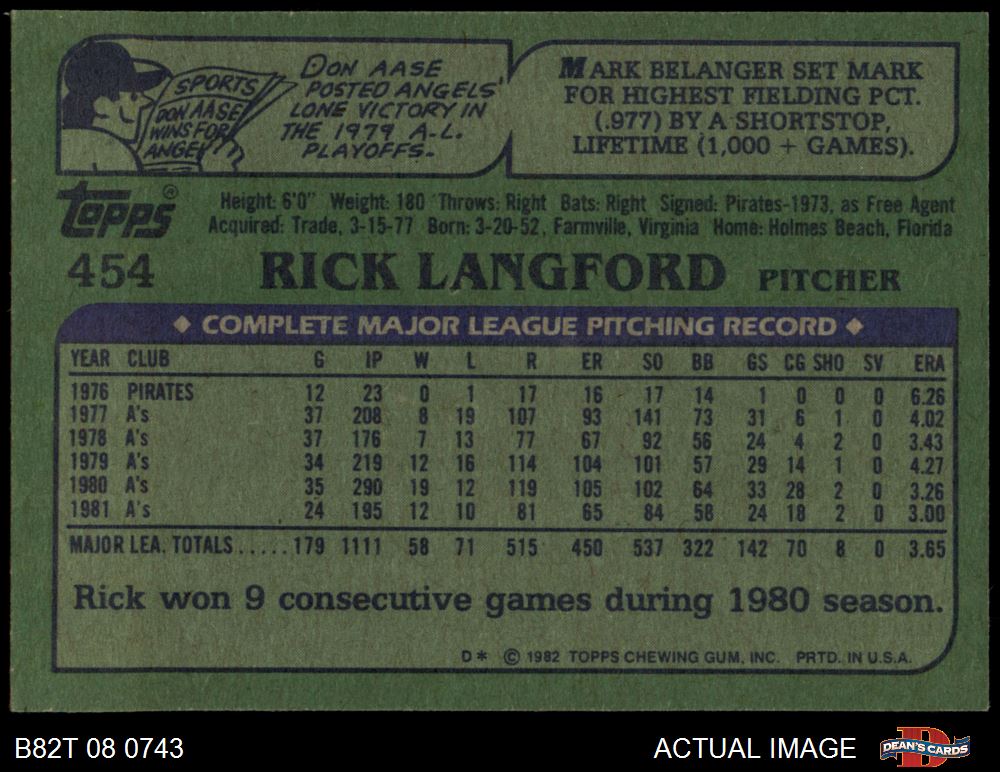 SPORTS
DON AASE
WINS FOR
ANGEL
DON AASE
POSTED ANGELS'
LONE VICTORY IN
THE 1979 A.L.
PLAYOFFS.
MARK BELANGER SET MARK
FOR HIGHEST FIELDING PCT.
(.977) BY A SHORTSTOP,
LIFETIME (1,000 + GAMES).
Topps®
Height: 6'0" Weight: 180 Throws: Right Bats: Right Signed: Pirates-1973, as Free Agent
Acquired: Trade, 3-15-77 Born: 3-20-52, Farmville, Virginia Home: Holmes Beach, Florida
454 RICK LANGFORD PITCHER
◆ COMPLETE MAJOR LEAGUE PITCHING RECORD ◆
YEAR CLUB G IP W L R ER SO BB GS CG SHO SV ERA
1976 PIRATES 12 23 0 1 17 16 17 14 1 0 0 0 6.26
1977 A's 37 208 8 19 107 93 141 73 31 6 1 0 4.02
1978 A's 37 176 7 13 77 67 92 56 24 4 2 0 3.43
1979 A's 34 219 12 16 114 104 101 57 29 14 1 0 4.27
1980 A's 35 290 19 12 119 105 102 64 33 28 2 0 3.26
1981 A's 24 195 12 10 81 65 84 58 24 18 2 0 3.00
MAJOR LEA. TOTALS.....179 1111 58 71 515 450 537 322 142 70 8 0 3.65
Rick won 9 consecutive games during 1980 season.
D* © 1982 TOPPS CHEWING GUM, INC. PRTD. IN U.S.A.
B82T 08 0743 ACTUAL IMAGE D DEAN'S CARDS